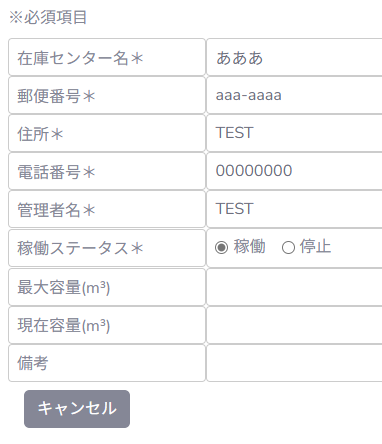 ※必須項目
在庫センター名＊ あああ
郵便番号＊ aaa-aaaa
住所＊ TEST
電話番号＊ 00000000
管理者名＊ TEST
稼働ステータス＊ 稼働 停止
最大容量(m³)
現在容量(m³)
備考
キャンセル